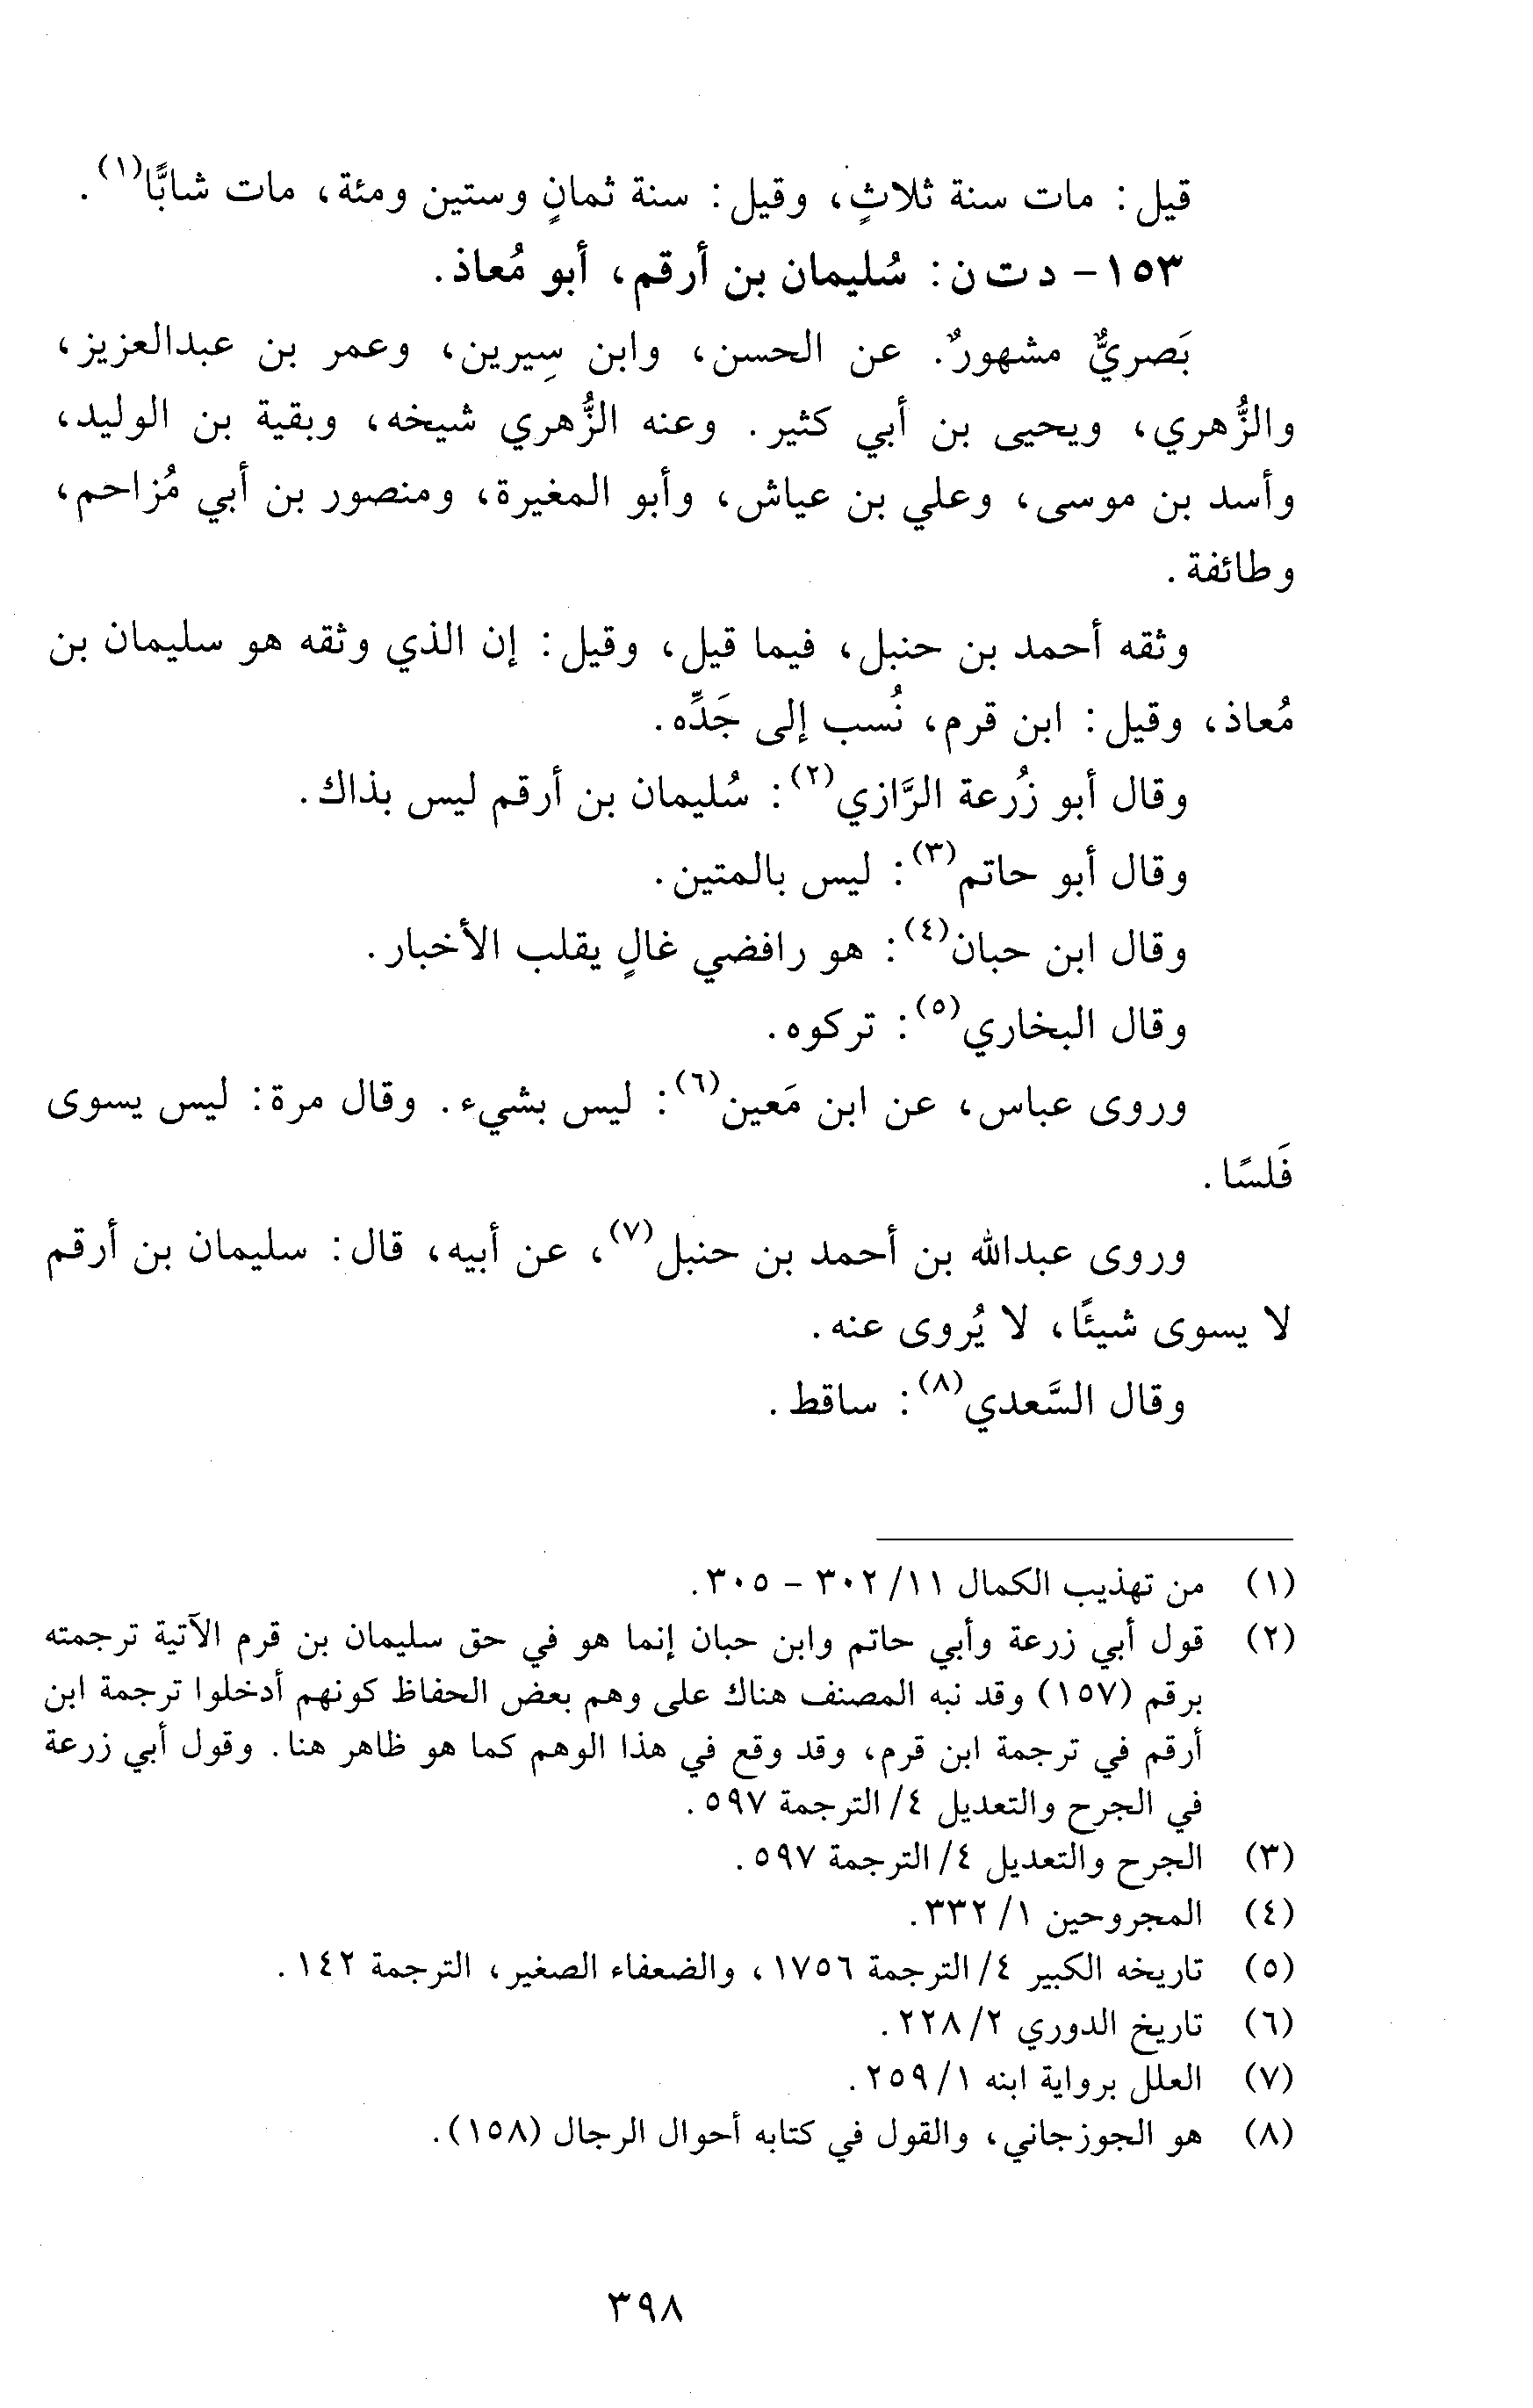 قيل: مات سنة ثلاثٍ، وقيل: سنة ثمانٍ وستين ومئة، مات شابًّا(١).
١٥٣- د ت ن: سُليمان بن أرقم، أبو مُعاذ.
بَصريٌّ مشهورٌ. عن الحسن، وابن سِيرين، وعمر بن عبدالعزيز،
والزُّهري، ويحيى بن أبي كثير. وعنه الزُّهري شيخه، وبقية بن الوليد،
وأسد بن موسى، وعلي بن عياش، وأبو المغيرة، ومنصور بن أبي مُزاحم،
وطائفة.
وثقه أحمد بن حنبل، فيما قيل، وقيل: إن الذي وثقه هو سليمان بن
مُعاذ، وقيل: ابن قرم، نُسب إلى جَدِّه.
وقال أبو زُرعة الرَّازي(٢): سُليمان بن أرقم ليس بذاك.
وقال أبو حاتم(٣): ليس بالمتين.
وقال ابن حبان(٤): هو رافضي غالٍ يقلب الأخبار.
وقال البخاري(٥): تركوه.
وروى عباس، عن ابن مَعين(٦): ليس بشيء. وقال مرة: ليس يسوى
فَلسًا.
وروى عبدالله بن أحمد بن حنبل(٧)، عن أبيه، قال: سليمان بن أرقم
لا يسوى شيئًا، لا يُروى عنه.
وقال السَّعدي(٨): ساقط.
(١) من تهذيب الكمال ١١/ ٣٠٢ - ٣٠٥.
(٢) قول أبي زرعة وأبي حاتم وابن حبان إنما هو في حق سليمان بن قرم الآتية ترجمته
برقم (١٥٧) وقد نبه المصنف هناك على وهم بعض الحفاظ كونهم أدخلوا ترجمة ابن
أرقم في ترجمة ابن قرم، وقد وقع في هذا الوهم كما هو ظاهر هنا. وقول أبي زرعة
في الجرح والتعديل ٤/ الترجمة ٥٩٧.
(٣) الجرح والتعديل ٤/ الترجمة ٥٩٧.
(٤) المجروحين ١/ ٣٣٢.
(٥) تاريخه الكبير ٤/ الترجمة ١٧٥٦، والضعفاء الصغير، الترجمة ١٤٢.
(٦) تاريخ الدوري ٢/ ٢٢٨.
(٧) العلل برواية ابنه ١/ ٢٥٩.
(٨) هو الجوزجاني، والقول في كتابه أحوال الرجال (١٥٨).
٣٩٨